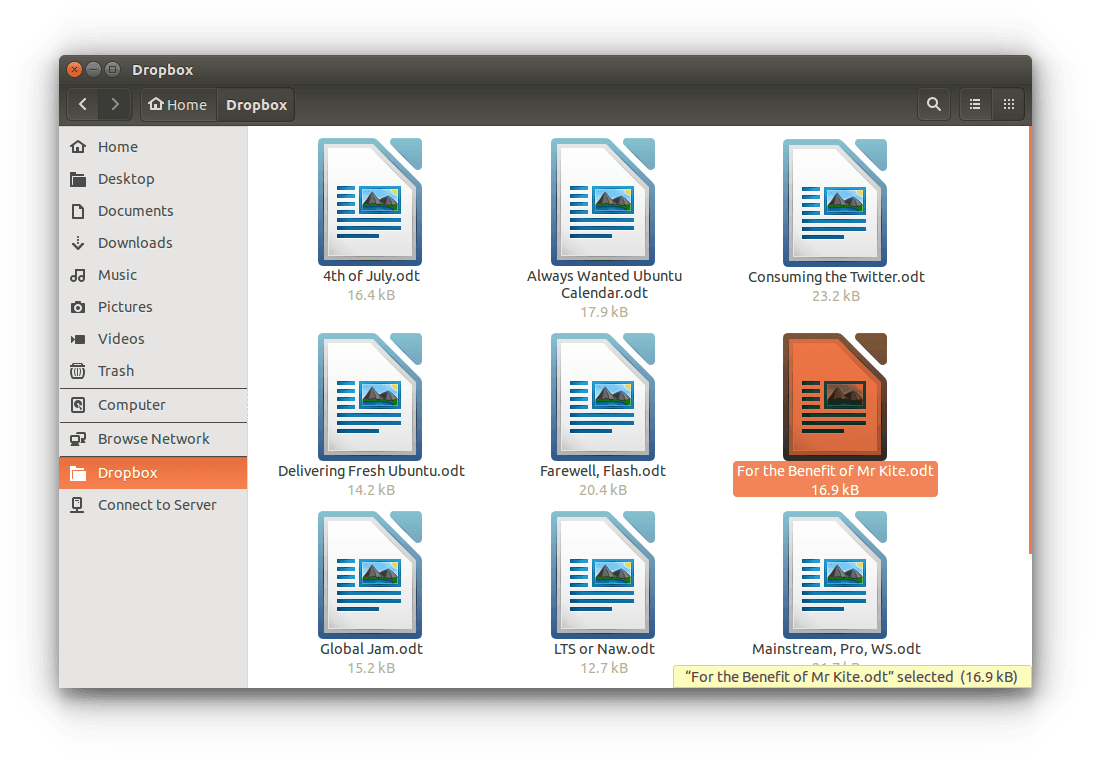 Dropbox
Home
Dropbox
Home
Desktop
Documents
Downloads
Music
Pictures
Videos
Trash
Computer
Browse Network
Dropbox
Connect to Server
4th of July.odt
16.4 kB
Always Wanted Ubuntu
Calendar.odt
17.9 kB
Consuming the Twitter.odt
23.2 kB
Delivering Fresh Ubuntu.odt
14.2 kB
Farewell, Flash.odt
20.4 kB
For the Benefit of Mr Kite.odt
16.9 kB
Global Jam.odt
15.2 kB
LTS or Naw.odt
12.7 kB
Mainstream, Pro, WS.odt
“For the Benefit of Mr Kite.odt” selected (16.9 kB)